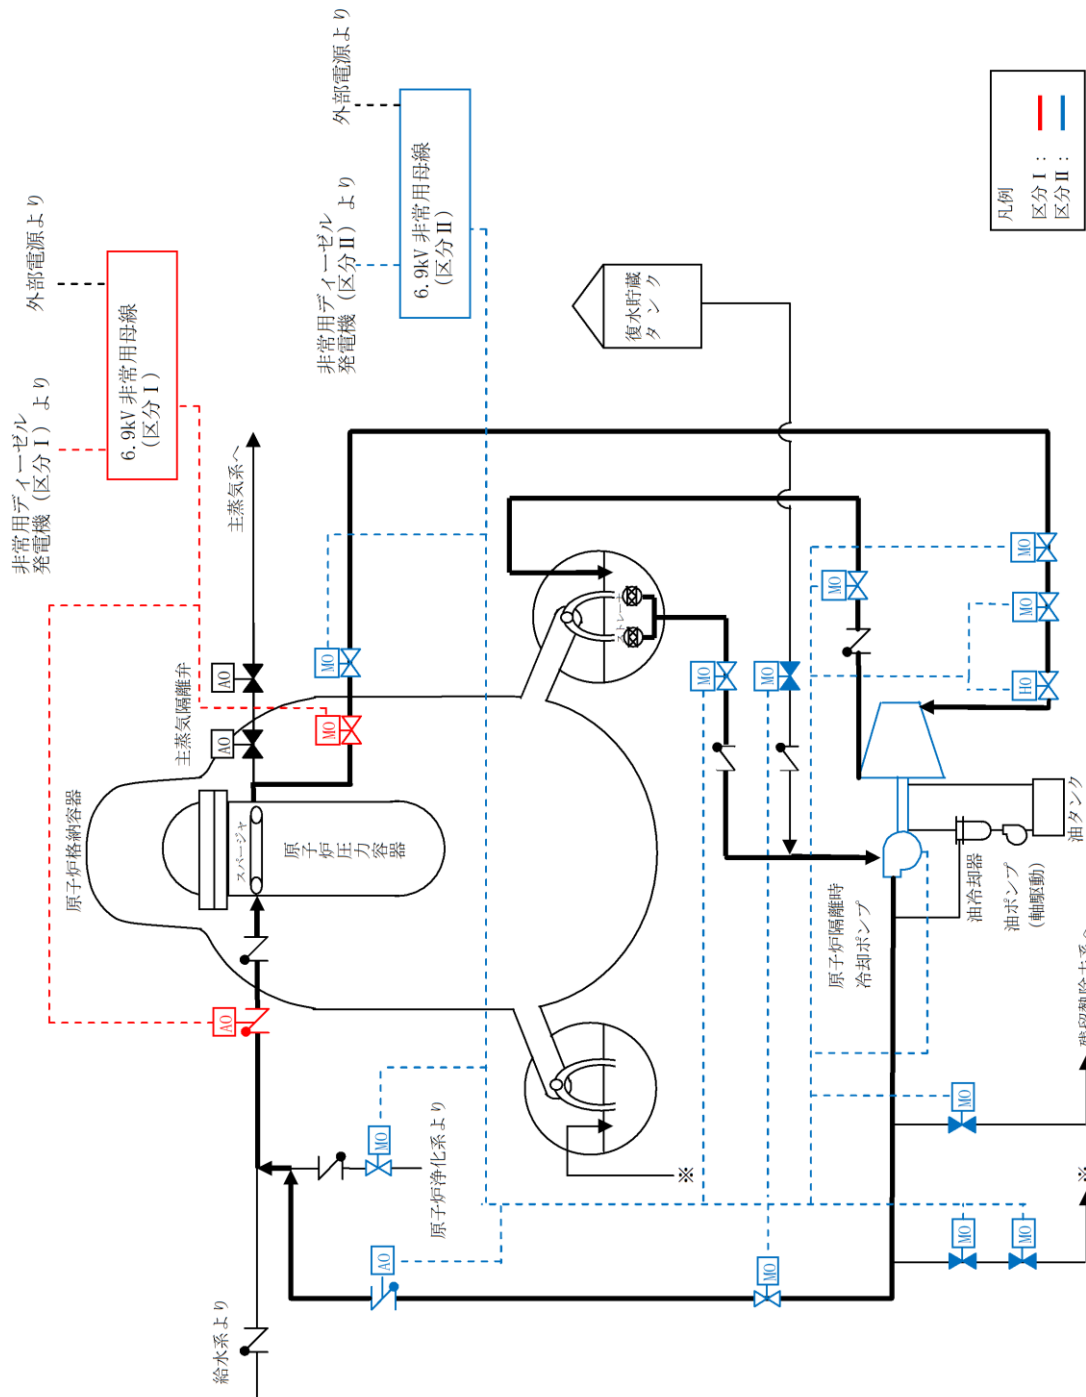 非常用ディーゼル
発電機（区分Ⅰ）より
外部電源より
6.9kV 非常用母線
（区分Ⅰ）
非常用ディーゼル
発電機（区分Ⅱ）より
外部電源より
6.9kV 非常用母線
（区分Ⅱ）
主蒸気系へ
主蒸気隔離弁
AO
AO
MO
MO
原子炉格納容器
スパージャ
原子炉圧力容器
AO
給水系より
原子炉浄化系より
MO
AO
※
ストレーナ
復水貯蔵
タンク
MO
MO
MO
MO
MO
HO
原子炉隔離時
冷却ポンプ
油冷却器
油ポンプ
（軸駆動）
油タンク
MO
MO
MO
MO
残留熱除去系へ
※
凡例
区分Ⅰ：
区分Ⅱ：